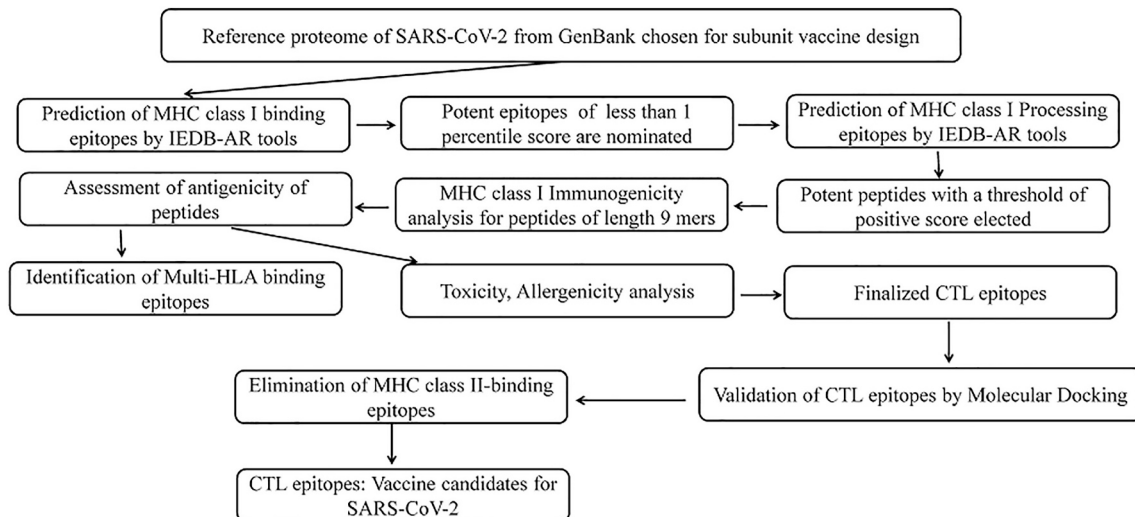 Reference proteome of SARS-CoV-2 from GenBank chosen for subunit vaccine design
Prediction of MHC class I binding
epitopes by IEDB-AR tools
Potent epitopes of less than 1
percentile score are nominated
Prediction of MHC class I Processing
epitopes by IEDB-AR tools
Potent peptides with a threshold of
positive score elected
MHC class I Immunogenicity
analysis for peptides of length 9 mers
Assessment of antigenicity of
peptides
Identification of Multi-HLA binding
epitopes
Toxicity, Allergenicity analysis
Finalized CTL epitopes
Validation of CTL epitopes by Molecular Docking
Elimination of MHC class II-binding
epitopes
CTL epitopes: Vaccine candidates for
SARS-CoV-2